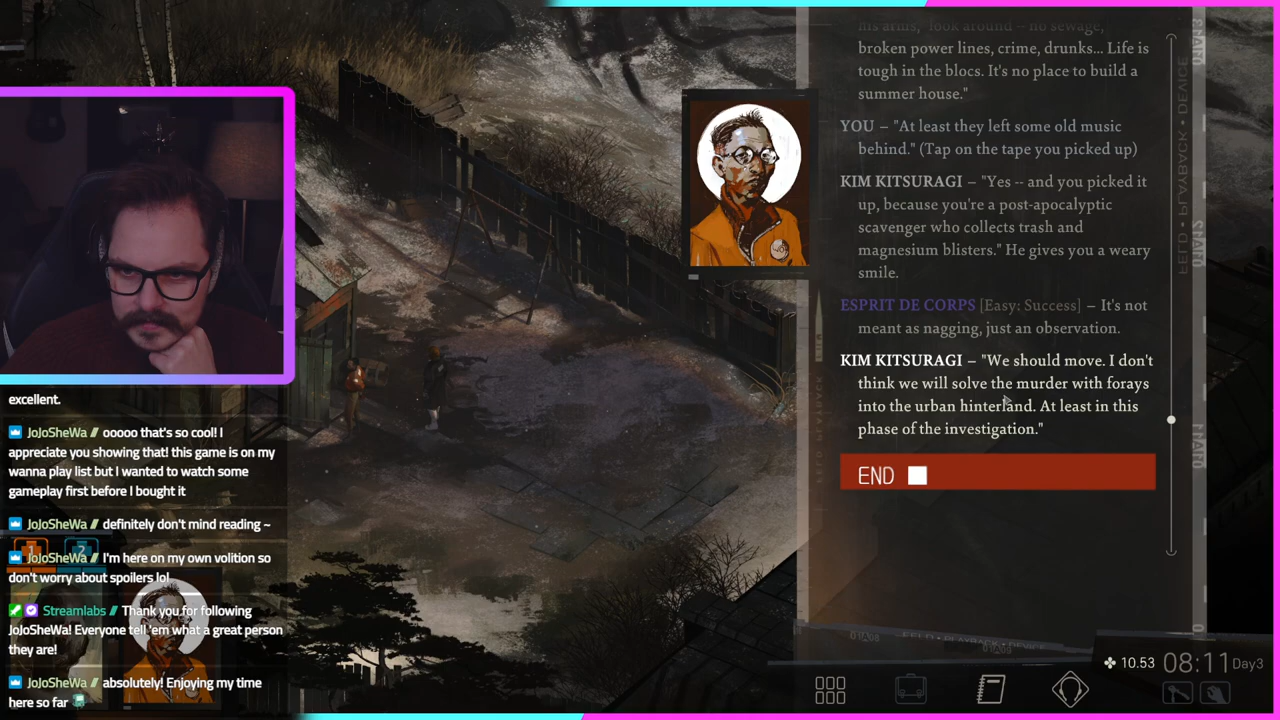 his arms, "look around -- no sewage,
broken power lines, crime, drunks... Life is
tough in the blocs. It's no place to build a
summer house."
YOU – "At least they left some old music
behind." (Tap on the tape you picked up)
KIM KITSURAGI – "Yes -- and you picked it
up, because you're a post-apocalyptic
scavenger who collects trash and
magnesium blisters." He gives you a weary
smile.
ESPRIT DE CORPS [Easy: Success] – It's not
meant as nagging, just an observation.
KIM KITSURAGI – "We should move. I don't
think we will solve the murder with forays
into the urban hinterland. At least in this
phase of the investigation."
END
FELD • PLAYBACK • DEVICE
excellent.
JoJoSheWa // ooooo that's so cool! I
appreciate you showing that! this game is on my
wanna play list but I wanted to watch some
gameplay first before I bought it
JoJoSheWa // definitely don't mind reading ~
JoJoSheWa // I'm here on my own volition so
don't worry about spoilers lol
Streamlabs // Thank you for following
JoJoSheWa! Everyone tell 'em what a great person
they are!
JoJoSheWa // absolutely! Enjoying my time
here so far
1 2
10.53 08:11 Day3